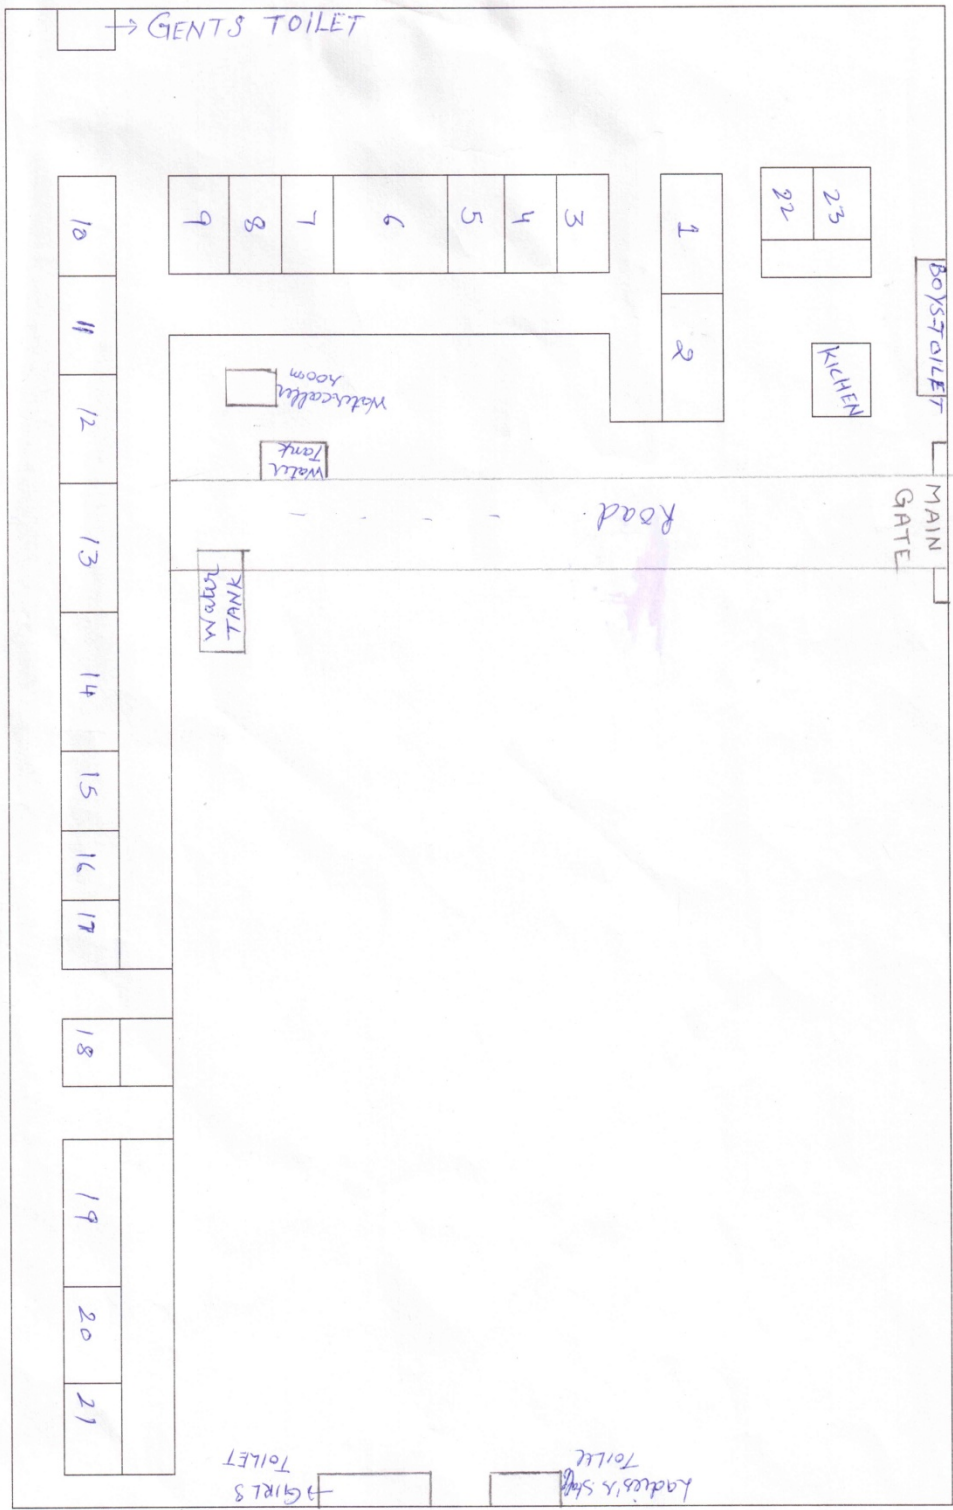 → GENTS TOILET
10
11
12
13
14
15
16
17
18
19
20
21
9
8
7
6
5
4
3
1
2
22
23
BOYS-TOILET
KICHEN
Watercaller
room
Water
Tank
Road
MAIN
GATE
Water
TANK
→ GIRLS
TOILET
Ladies's Staff
TOILET